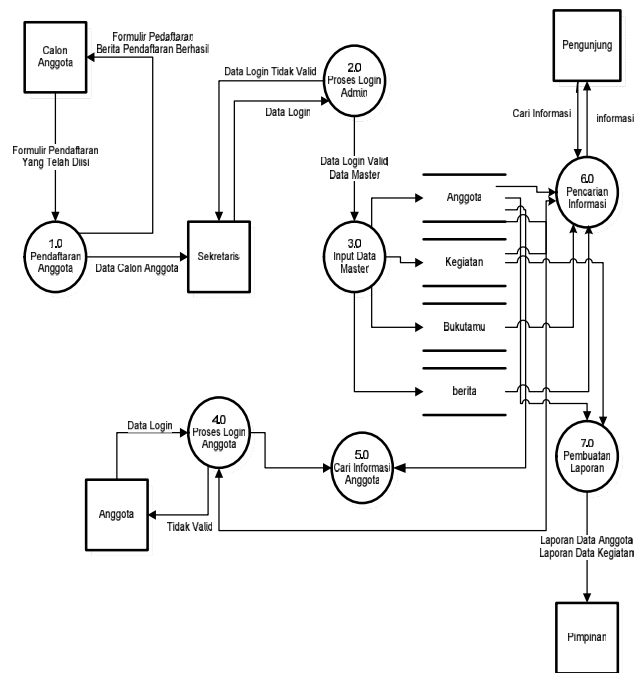 Calon
Anggota
Formulir Pedaftaran
Berita Pendaftaran Berhasil
Formulir Pendaftaran
Yang Telah Diisi
1.0
Pendaftaran
Anggota
Data Calon Anggota
Sekretaris
Data Login Tidak Valid
Data Login
2.0
Proses Login
Admin
Data Login Valid
Data Master
3.0
Input Data
Master
Anggota
Kegiatan
Bukutamu
berita
Pengunjung
Cari Informasi
informasi
6.0
Pencarian
Informasi
Data Login
4.0
Proses Login
Anggota
Anggota
Tidak Valid
5.0
Cari Informasi
Anggota
7.0
Pembuatan
Laporan
Laporan Data Anggota
Laporan Data Kegiatam
Pimpinan